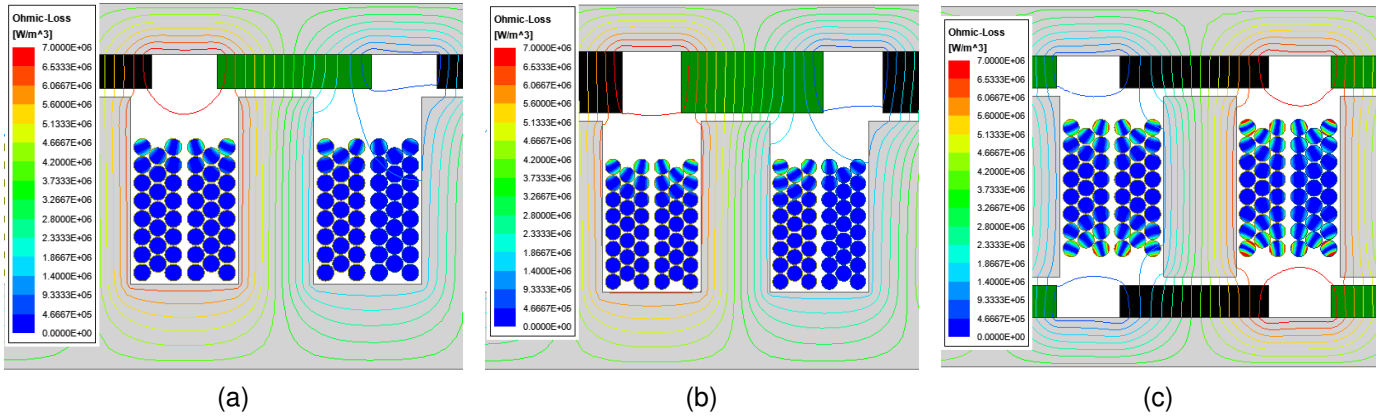 Ohmic-Loss
[W/m^3]
7.0000E+06
6.5333E+06
6.0667E+06
5.6000E+06
5.1333E+06
4.6667E+06
4.2000E+06
3.7333E+06
3.2667E+06
2.8000E+06
2.3333E+06
1.8667E+06
1.4000E+06
9.3333E+05
4.6667E+05
0.0000E+00
(a)
Ohmic-Loss
[W/m^3]
7.0000E+06
6.5333E+06
6.0667E+06
5.6000E+06
5.1333E+06
4.6667E+06
4.2000E+06
3.7333E+06
3.2667E+06
2.8000E+06
2.3333E+06
1.8667E+06
1.4000E+06
9.3333E+05
4.6667E+05
0.0000E+00
(b)
Ohmic-Loss
[W/m^3]
7.0000E+06
6.5333E+06
6.0667E+06
5.6000E+06
5.1333E+06
4.6667E+06
4.2000E+06
3.7333E+06
3.2667E+06
2.8000E+06
2.3333E+06
1.8667E+06
1.4000E+06
9.3333E+05
4.6667E+05
0.0000E+00
(c)